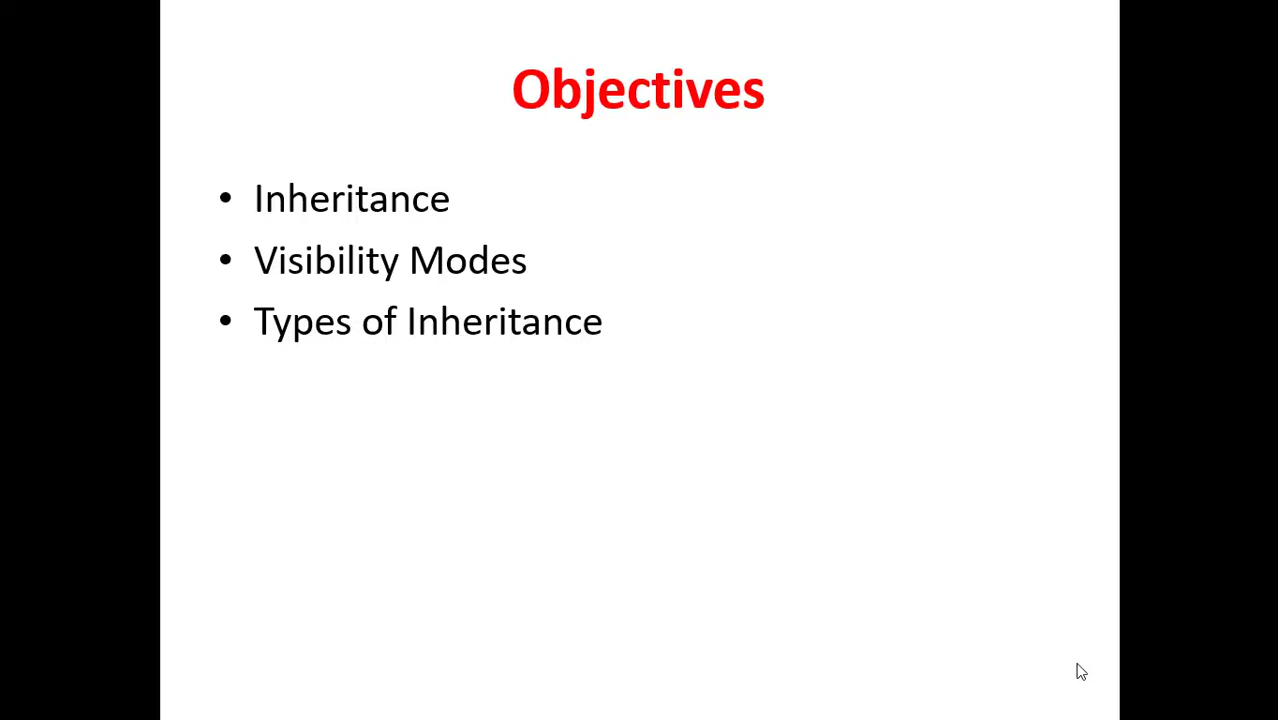 Objectives
• Inheritance
• Visibility Modes
• Types of Inheritance